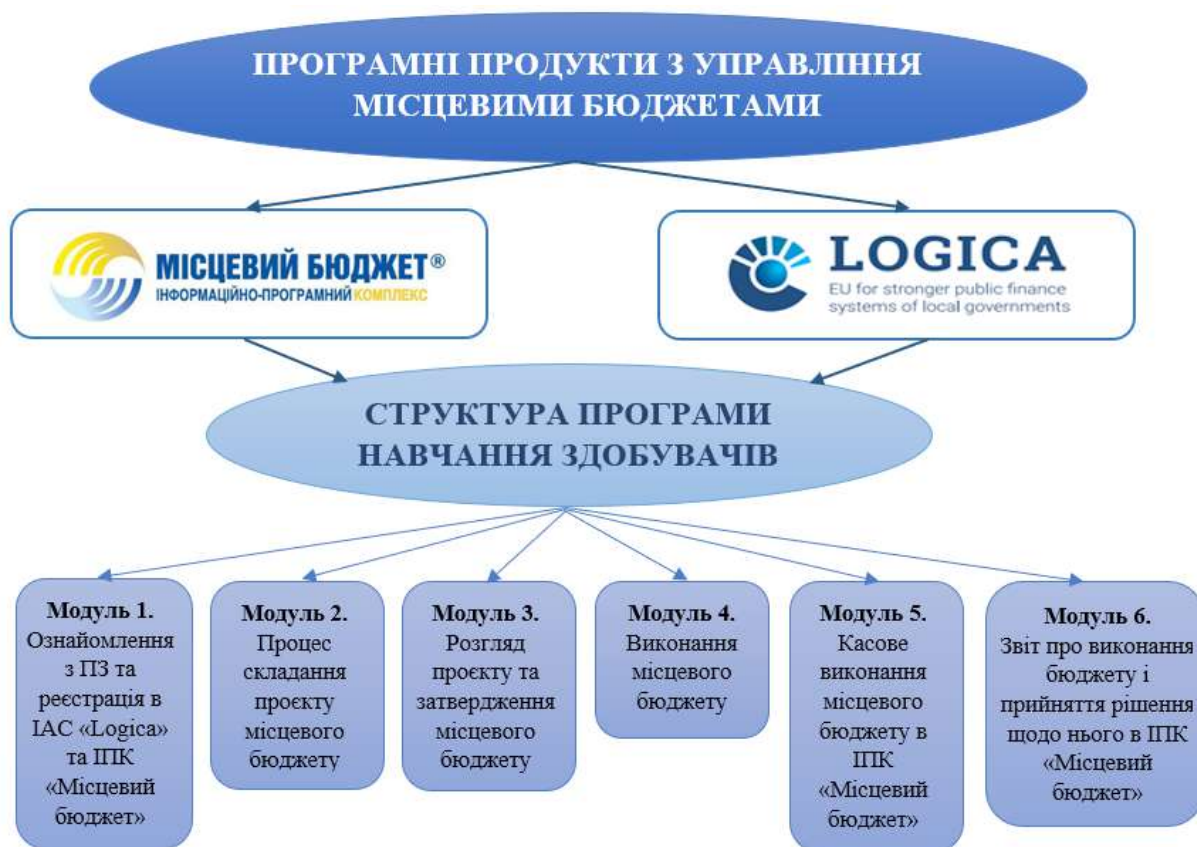 ПРОГРАМНІ ПРОДУКТИ З УПРАВЛІННЯ
МІСЦЕВИМИ БЮДЖЕТАМИ
МІСЦЕВИЙ БЮДЖЕТ®
ІНФОРМАЦІЙНО-ПРОГРАМНИЙ КОМПЛЕКС
LOGICA
EU for stronger public finance
systems of local governments
СТРУКТУРА ПРОГРАМИ
НАВЧАННЯ ЗДОБУВАЧІВ
Модуль 1.
Ознайомлення
з ПЗ та
реєстрація в
ІАС «Logica»
та ІПК
«Місцевий
бюджет»
Модуль 2.
Процес
складання
проєкту
місцевого
бюджету
Модуль 3.
Розгляд
проєкту та
затвердження
місцевого
бюджету
Модуль 4.
Виконання
місцевого
бюджету
Модуль 5.
Касове
виконання
місцевого
бюджету в
ІПК
«Місцевий
бюджет»
Модуль 6.
Звіт про виконання
бюджету і
прийняття рішення
щодо нього в ІПК
«Місцевий
бюджет»